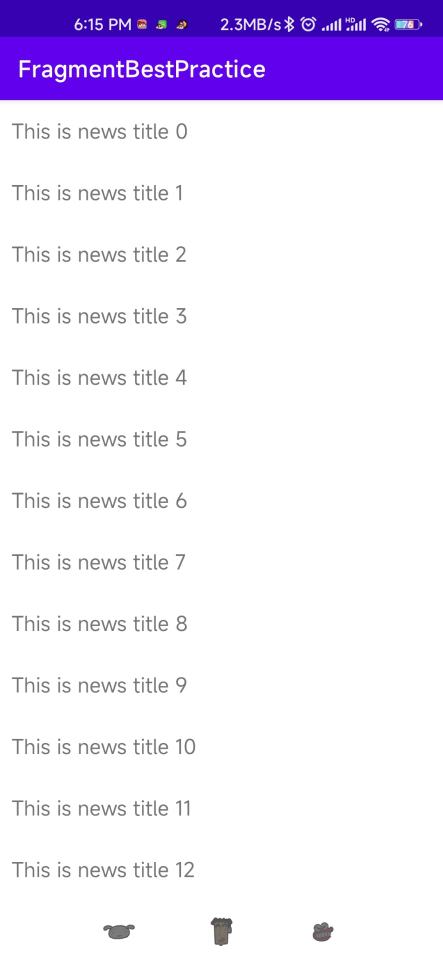 6:15 PM 2.3MB/s HD 76
FragmentBestPractice
This is news title 0
This is news title 1
This is news title 2
This is news title 3
This is news title 4
This is news title 5
This is news title 6
This is news title 7
This is news title 8
This is news title 9
This is news title 10
This is news title 11
This is news title 12